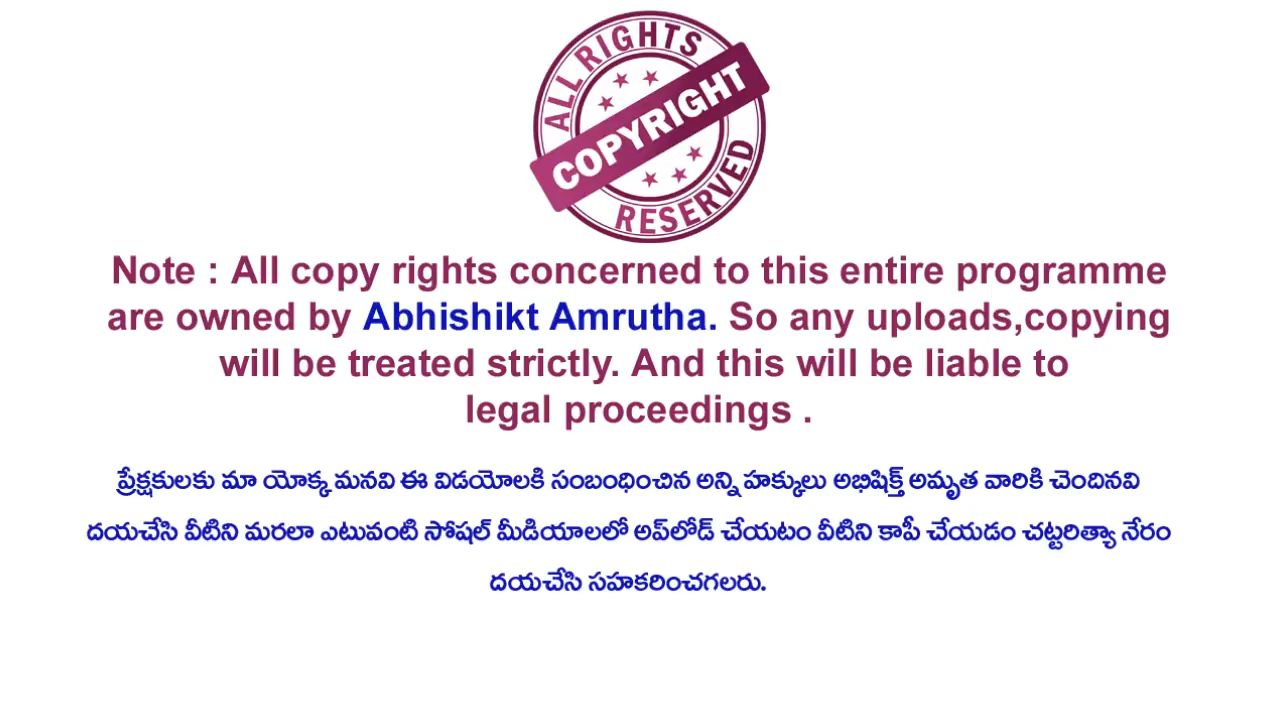 ALL RIGHTS
COPYRIGHT
RESERVED
Note : All copy rights concerned to this entire programme
are owned by Abhishikt Amrutha. So any uploads,copying
will be treated strictly. And this will be liable to
legal proceedings .
ప్రేక్షకులకు మా యొక్క మనవి ఈ విడయోలకి సంబంధించిన అన్ని హక్కులు అభిషిక్త్ అమృత వారికి చెందినవి
దయచేసి వీటిని మరలా ఎటువంటి సోషల్ మీడియాలలో అప్‌లోడ్ చేయటం వీటిని కాపీ చేయడం చట్టరిత్యా నేరం
దయచేసి సహకరించగలరు.